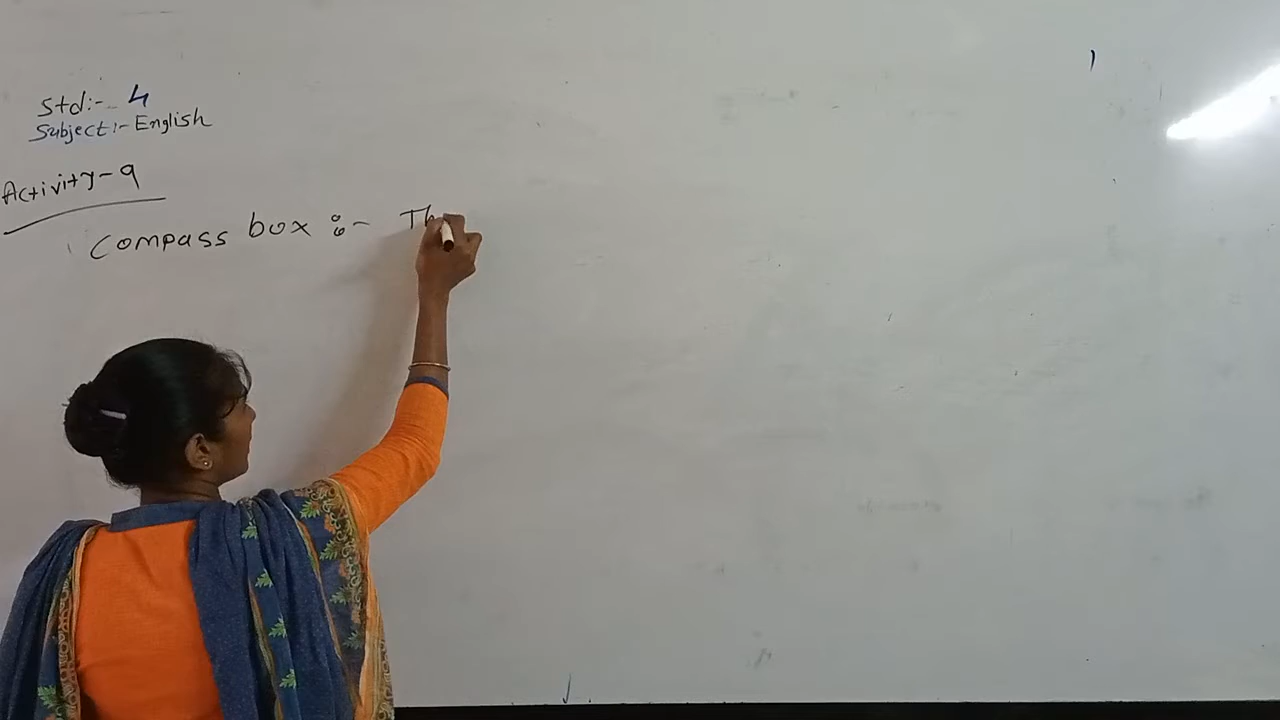 Std:- 4
Subject:- English
Activity-9
Compass box :- Th